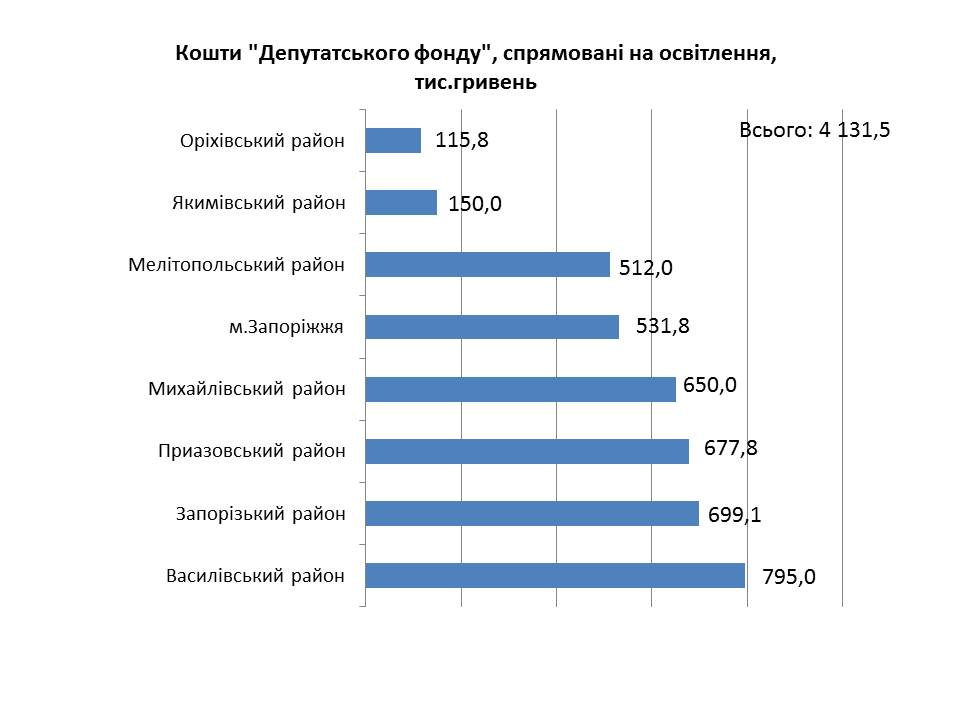 Кошти "Депутатського фонду", спрямовані на освітлення,
тис.гривень
Всього: 4 131,5
Оріхівський район 115,8
Якимівський район 150,0
Мелітопольський район 512,0
м.Запоріжжя 531,8
Михайлівський район 650,0
Приазовський район 677,8
Запорізький район 699,1
Василівський район 795,0